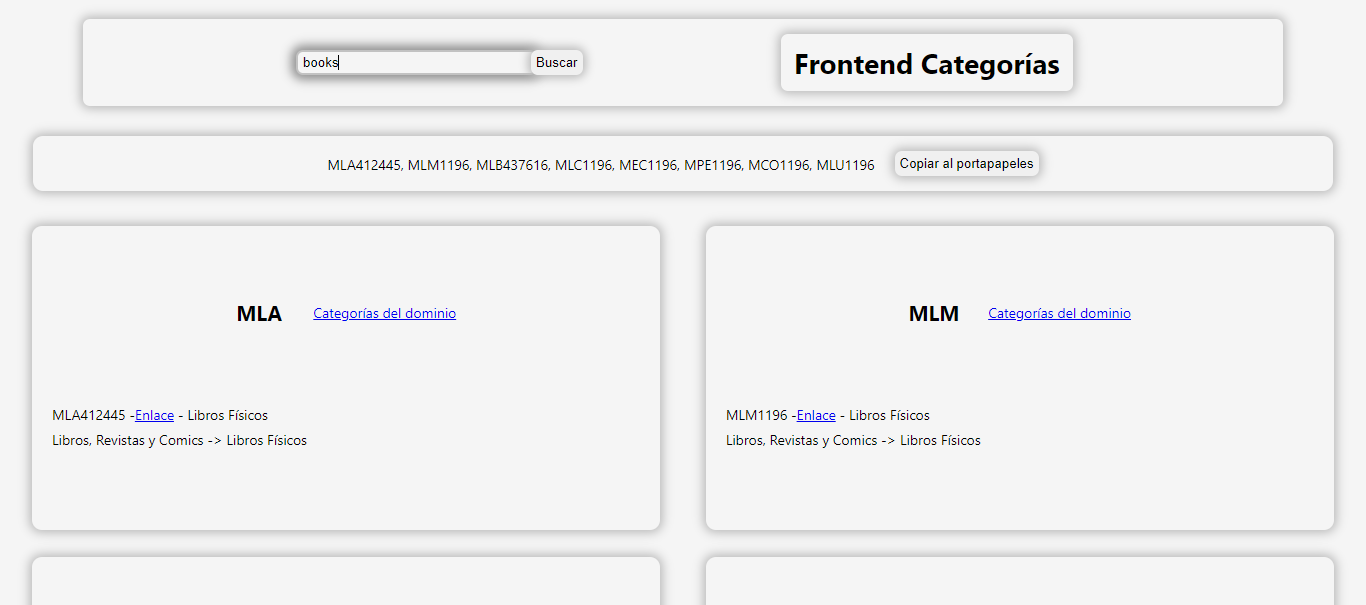 books Buscar
Frontend Categorías
MLA412445, MLM1196, MLB437616, MLC1196, MEC1196, MPE1196, MCO1196, MLU1196 Copiar al portapapeles
MLA Categorías del dominio
MLA412445 -Enlace - Libros Físicos
Libros, Revistas y Comics -> Libros Físicos
MLM Categorías del dominio
MLM1196 -Enlace - Libros Físicos
Libros, Revistas y Comics -> Libros Físicos